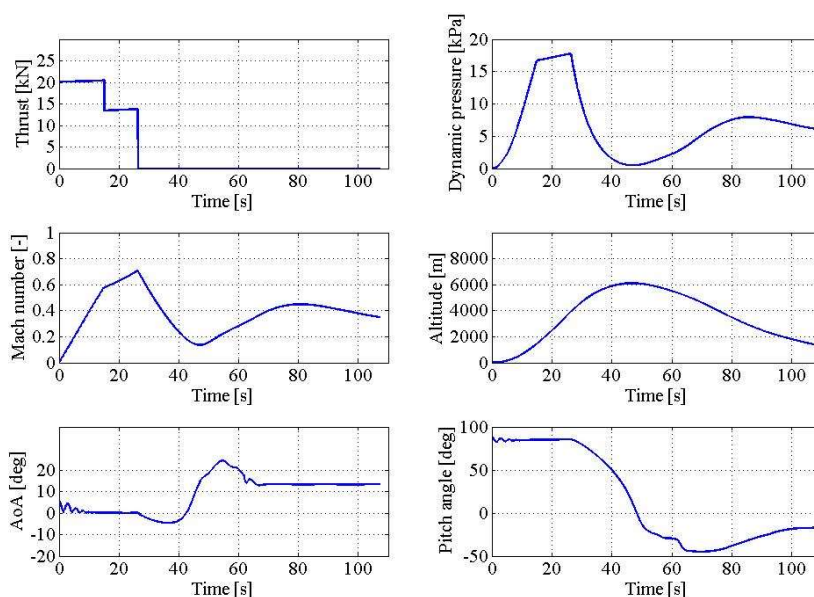 Thrust [kN]
25
20
15
10
5
0
0 20 40 60 80 100
Time [s]
Dynamic pressure [kPa]
20
15
10
5
0
0 20 40 60 80 100
Time [s]
Mach number [-]
1
0.8
0.6
0.4
0.2
0
0 20 40 60 80 100
Time [s]
Altitude [m]
8000
6000
4000
2000
0
0 20 40 60 80 100
Time [s]
AoA [deg]
20
10
0
-10
-20
0 20 40 60 80 100
Time [s]
Pitch angle [deg]
100
50
0
-50
0 20 40 60 80 100
Time [s]